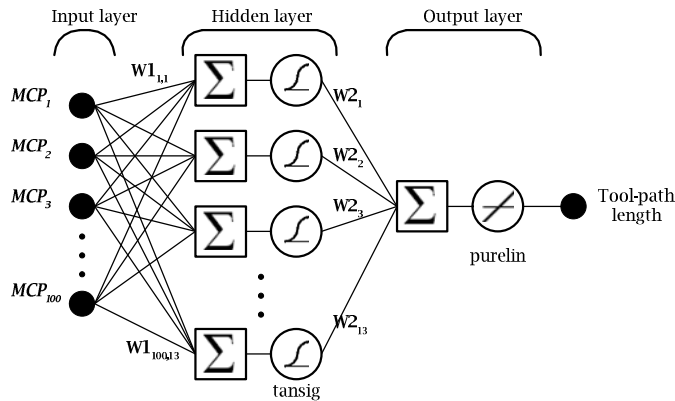 Input layer
Hidden layer
Output layer
W1₁,₁
MCP₁
MCP₂
MCP₃
MCP₁₀₀
W1₁₀₀,₁₃
Σ
Σ
Σ
Σ
tansig
W2₁
W2₂
W2₃
W2₁₃
Σ
purelin
Tool-path
length